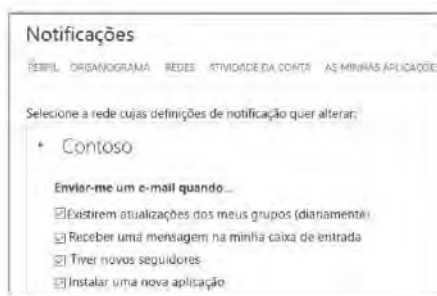 Notificações
PERFIL ORGANOGRAMA REDES ATIVIDADE DA CONTA AS MINHAS APLICAÇÕES
Selecione a rede cujas definições de notificação quer alterar:
Contoso
Enviar-me um e-mail quando...
Existirem atualizações dos meus grupos (diariamente)
Receber uma mensagem na minha caixa de entrada
Tiver novos seguidores
Instalar uma nova aplicação